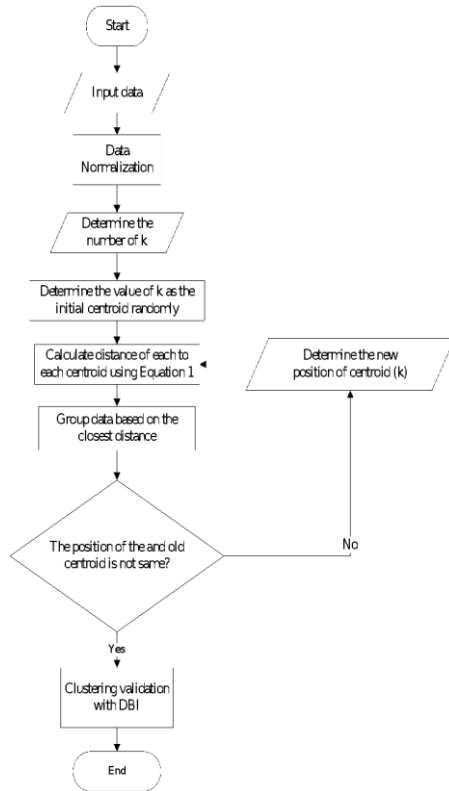 Start
Input data
Data
Normalization
Determine the
number of k
Determine the value of k as the
initial centroid randomly
Calculate distance of each to
each centroid using Equation 1
Determine the new
position of centroid (k)
Group data based on the
closest distance
The position of the and old
centroid is not same?
No
Yes
Clustering validation
with DBI
End